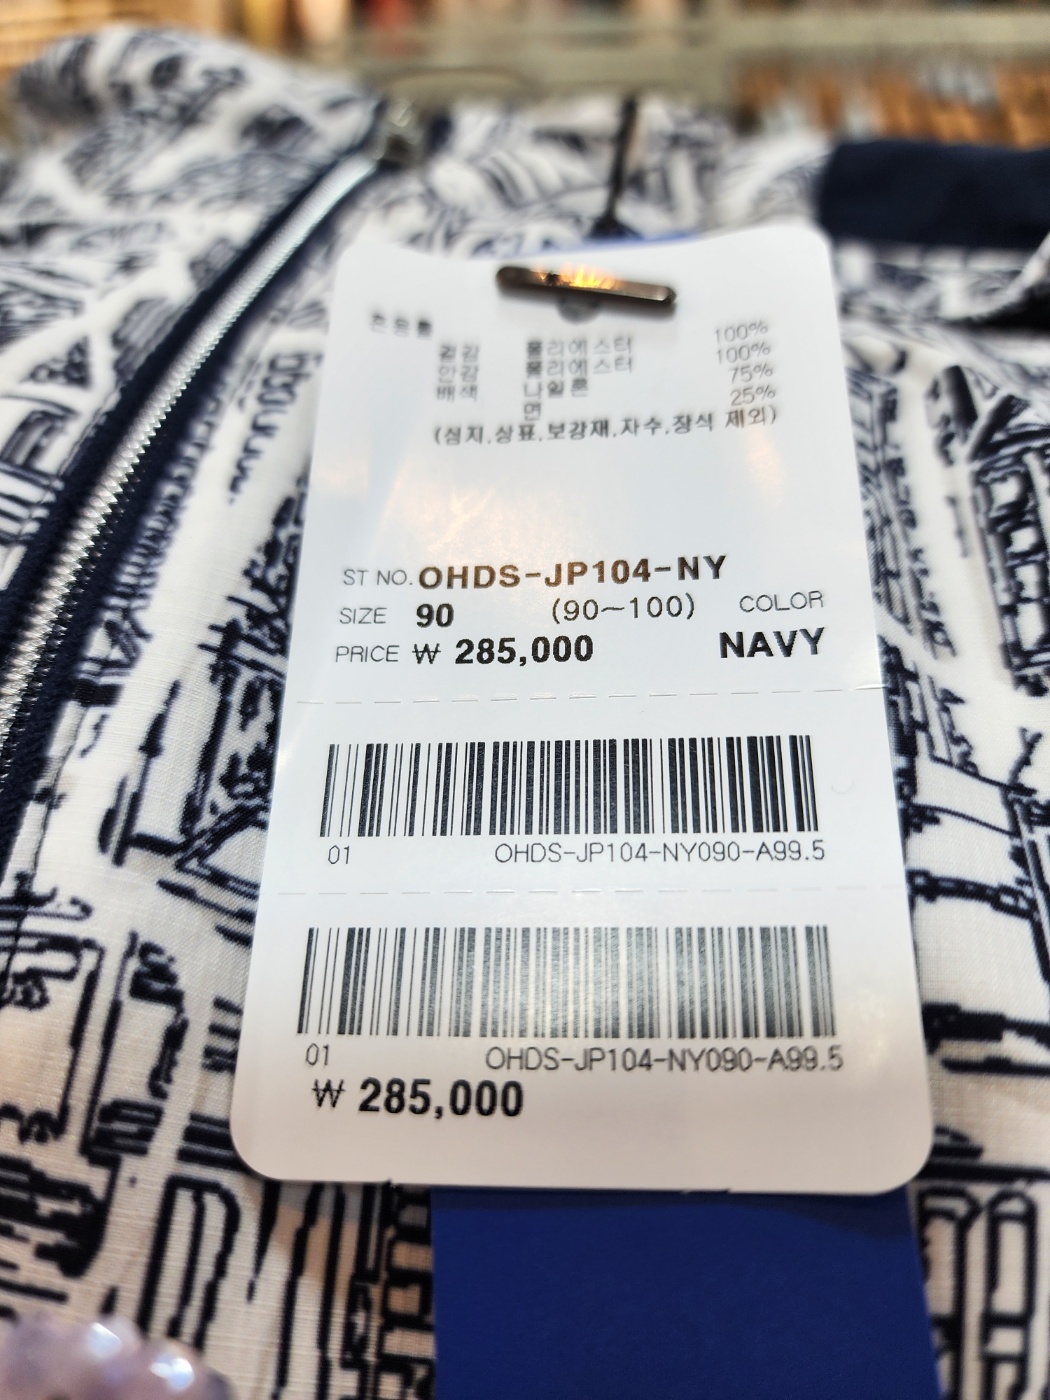 혼용률
겉감 폴리에스터 100%
안감 폴리에스터 100%
배색 나일론 75%
면 25%
(심지,상표,보강재,자수,장식 제외)
ST NO. OHDS-JP104-NY
SIZE 90 (90~100) COLOR
PRICE ₩ 285,000 NAVY
01 OHDS-JP104-NY090-A99.5
01 OHDS-JP104-NY090-A99.5
₩ 285,000